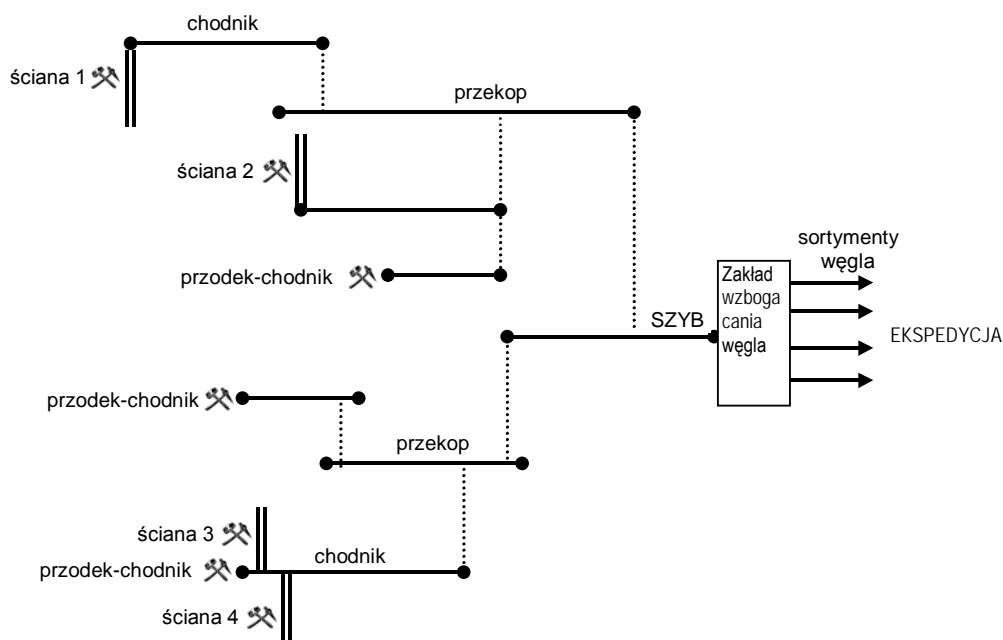 chodnik
ściana 1
przekop
ściana 2
przodek-chodnik
sortymenty
węgla
Zakład
wzboga
cania
węgla
SZYB
EKSPEDYCJA
przodek-chodnik
przekop
ściana 3
chodnik
przodek-chodnik
ściana 4